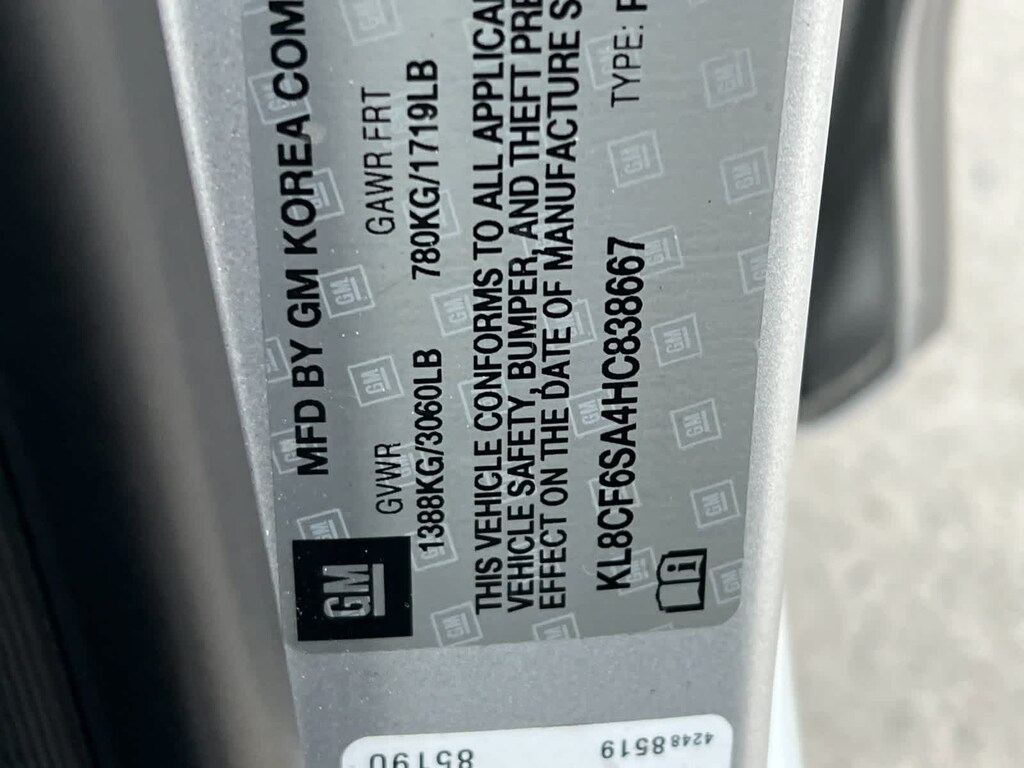 MFD BY GM KOREA COM
GM
GVWR GAWR FRT
1388KG/3060LB 780KG/1719LB
THIS VEHICLE CONFORMS TO ALL APPLICA
VEHICLE SAFETY, BUMPER, AND THEFT PRE
EFFECT ON THE DATE OF MANUFACTURE S
KL8CF6SA4HC838667 TYPE:
42488519
85190